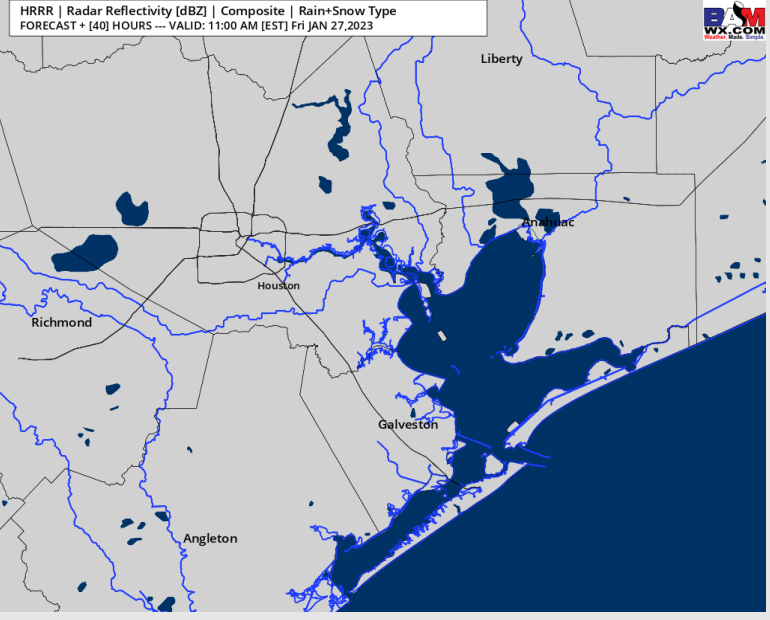 HRRR | Radar Reflectivity [dBZ] | Composite | Rain+Snow Type
FORECAST + [40] HOURS --- VALID: 11:00 AM [EST] Fri JAN 27,2023
BAM
WX.COM
Weather. Made. Simple.
Liberty
Anahuac
Houston
Richmond
Galveston
Angleton